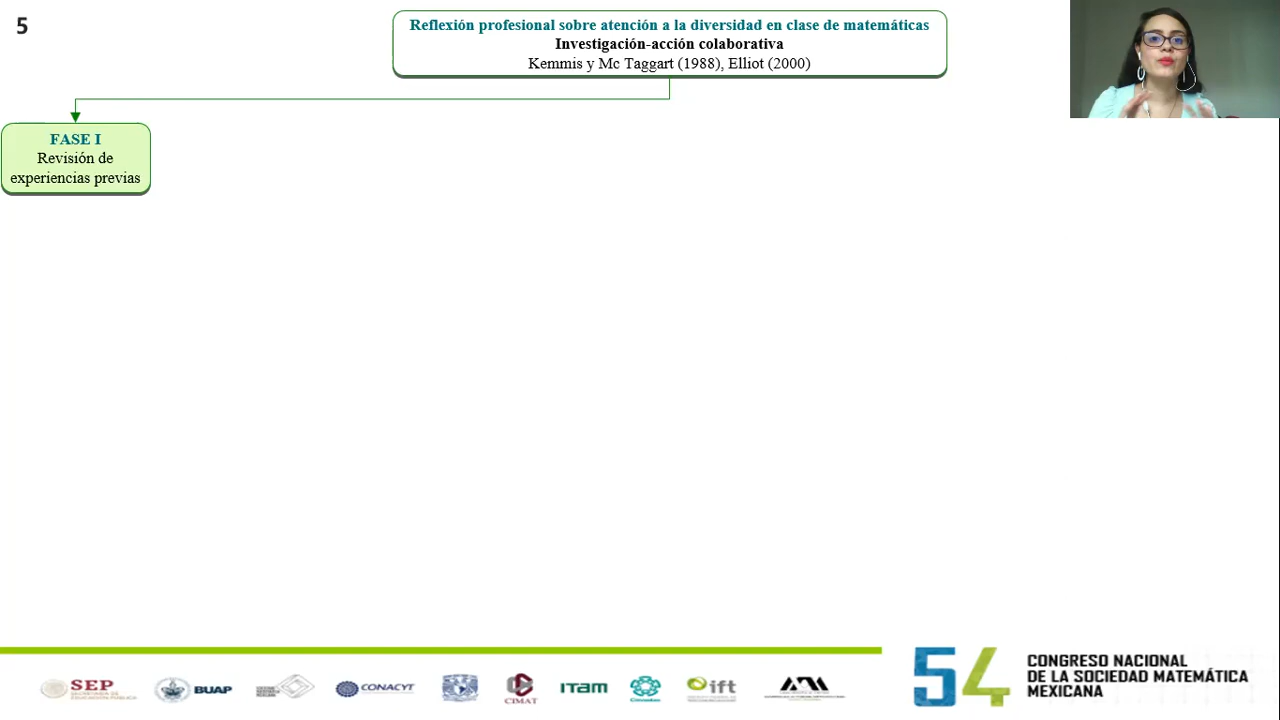 5
Reflexión profesional sobre atención a la diversidad en clase de matemáticas
Investigación-acción colaborativa
Kemmis y Mc Taggart (1988), Elliot (2000)
FASE I
Revisión de
experiencias previas
SEP
BUAP
CONACYT
CIMAT
ITAM
Cinvestav
ift
54
CONGRESO NACIONAL
DE LA SOCIEDAD MATEMÁTICA
MEXICANA